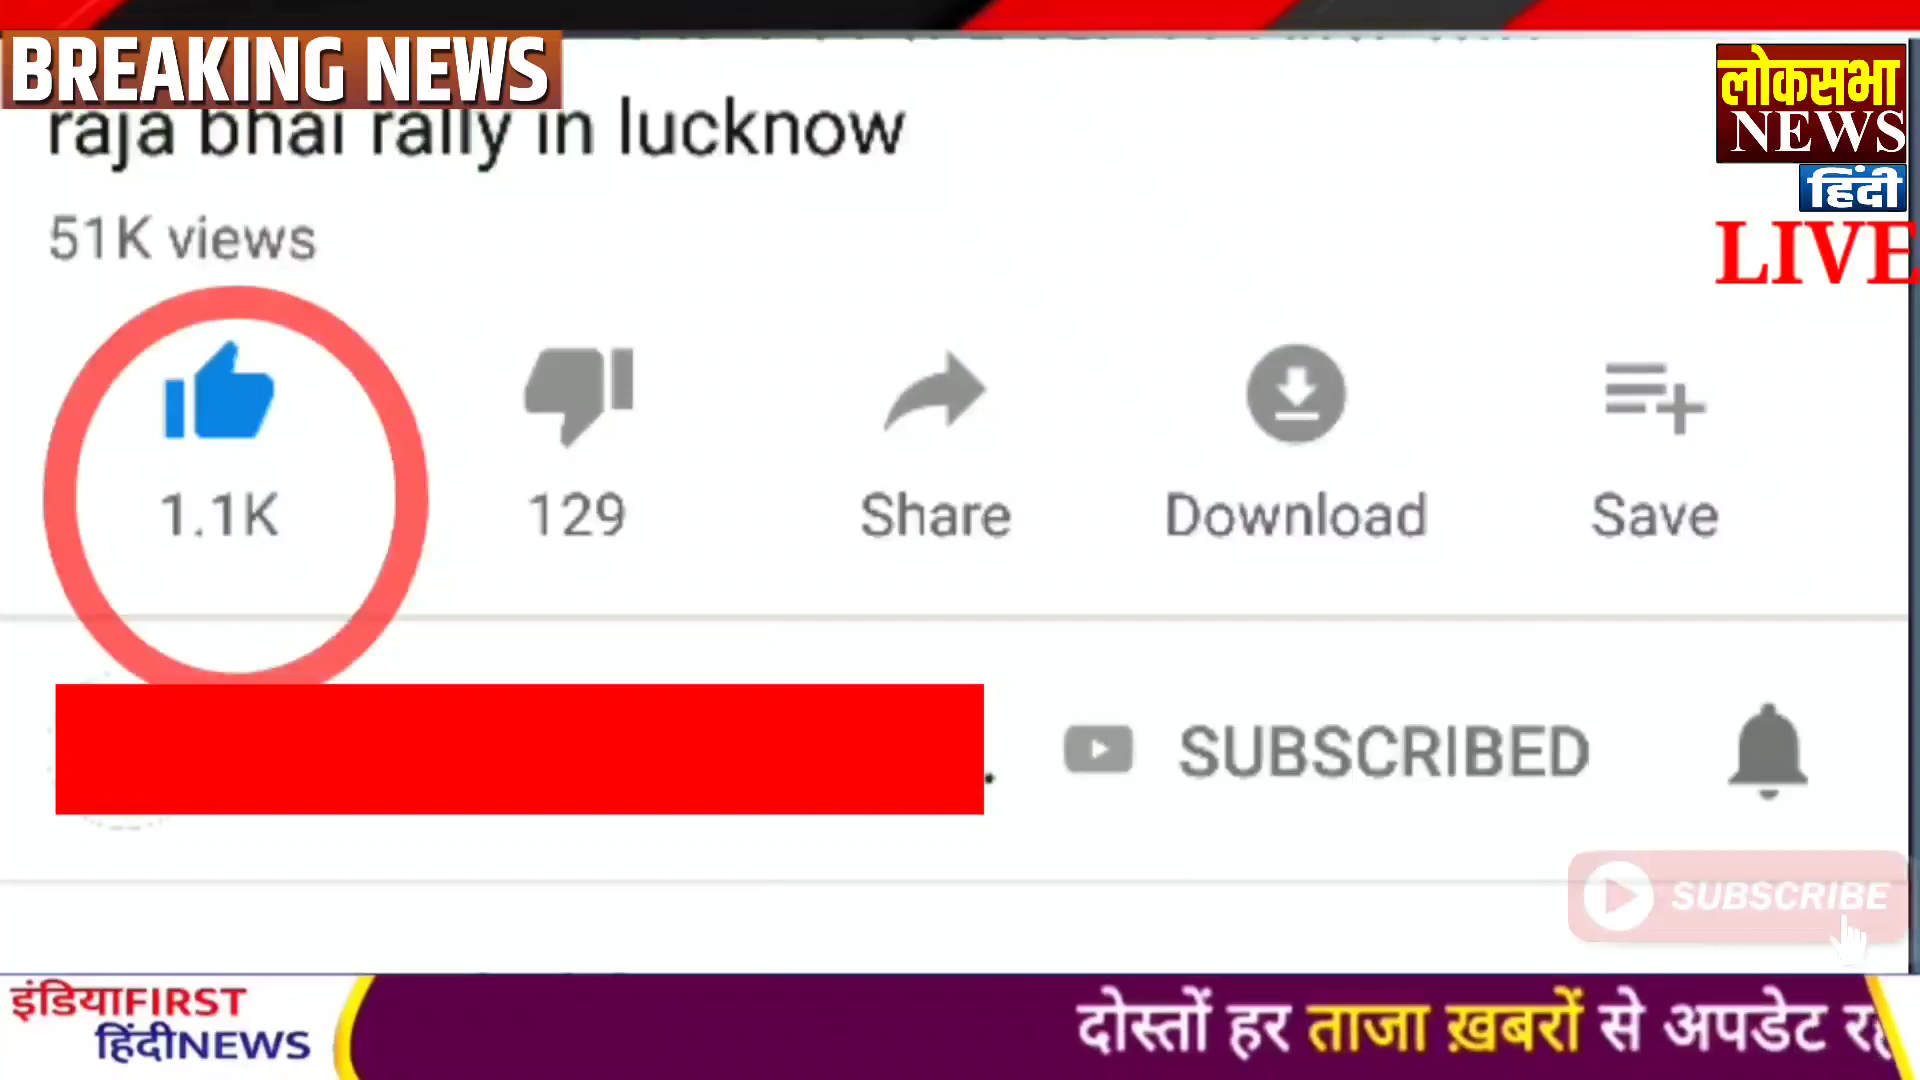 BREAKING NEWS
लोकसभा
NEWS
हिंदी
LIVE
raja bhai rally in lucknow
51K views
1.1K
129
Share
Download
Save
SUBSCRIBED
SUBSCRIBE
इंडियाFIRST
हिंदीNEWS
दोस्तों हर ताजा ख़बरों से अपडेट